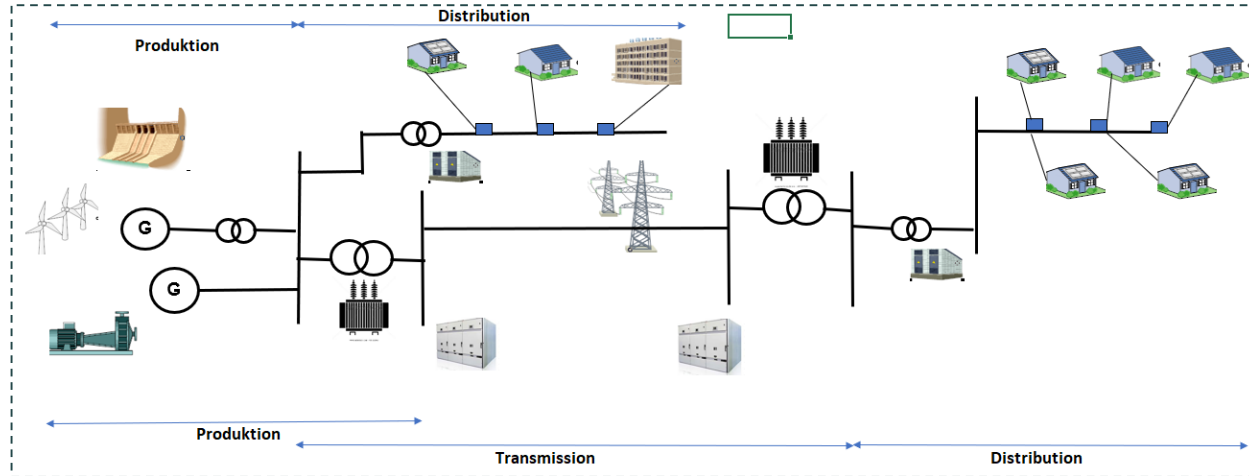 Distribution
Produktion
G
G
Produktion
Transmission
Distribution